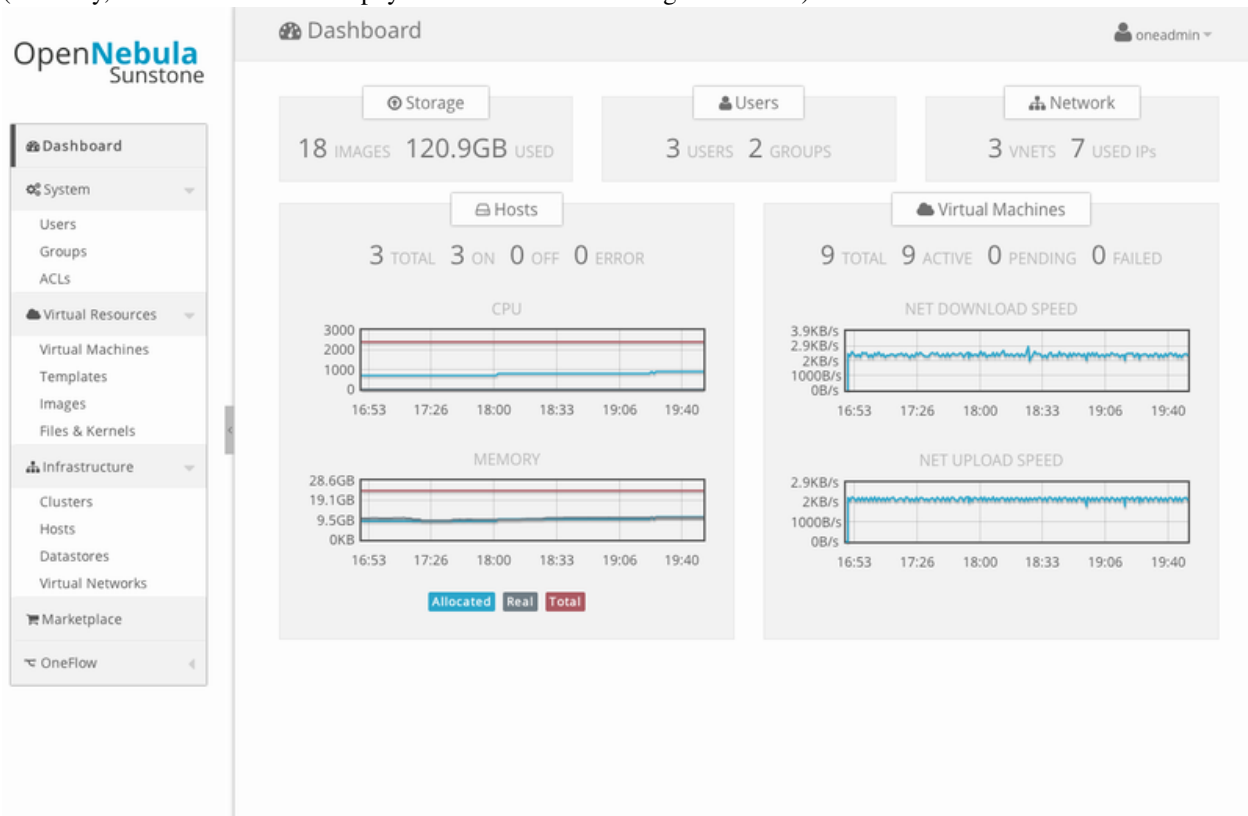 Dashboard
oneadmin
OpenNebula
Sunstone
Dashboard
System
Users
Groups
ACLs
Virtual Resources
Virtual Machines
Templates
Images
Files & Kernels
Infrastructure
Clusters
Hosts
Datastores
Virtual Networks
Marketplace
OneFlow
Storage
18 IMAGES 120.9GB USED
Users
3 USERS 2 GROUPS
Network
3 VNETS 7 USED IPs
Hosts
3 TOTAL 3 ON 0 OFF 0 ERROR
CPU
3000
2000
1000
0
16:53 17:26 18:00 18:33 19:06 19:40
MEMORY
28.6GB
19.1GB
9.5GB
0KB
16:53 17:26 18:00 18:33 19:06 19:40
Allocated Real Total
Virtual Machines
9 TOTAL 9 ACTIVE 0 PENDING 0 FAILED
NET DOWNLOAD SPEED
3.9KB/s
2.9KB/s
2KB/s
1000B/s
0B/s
16:53 17:26 18:00 18:33 19:06 19:40
NET UPLOAD SPEED
2.9KB/s
2KB/s
1000B/s
0B/s
16:53 17:26 18:00 18:33 19:06 19:40